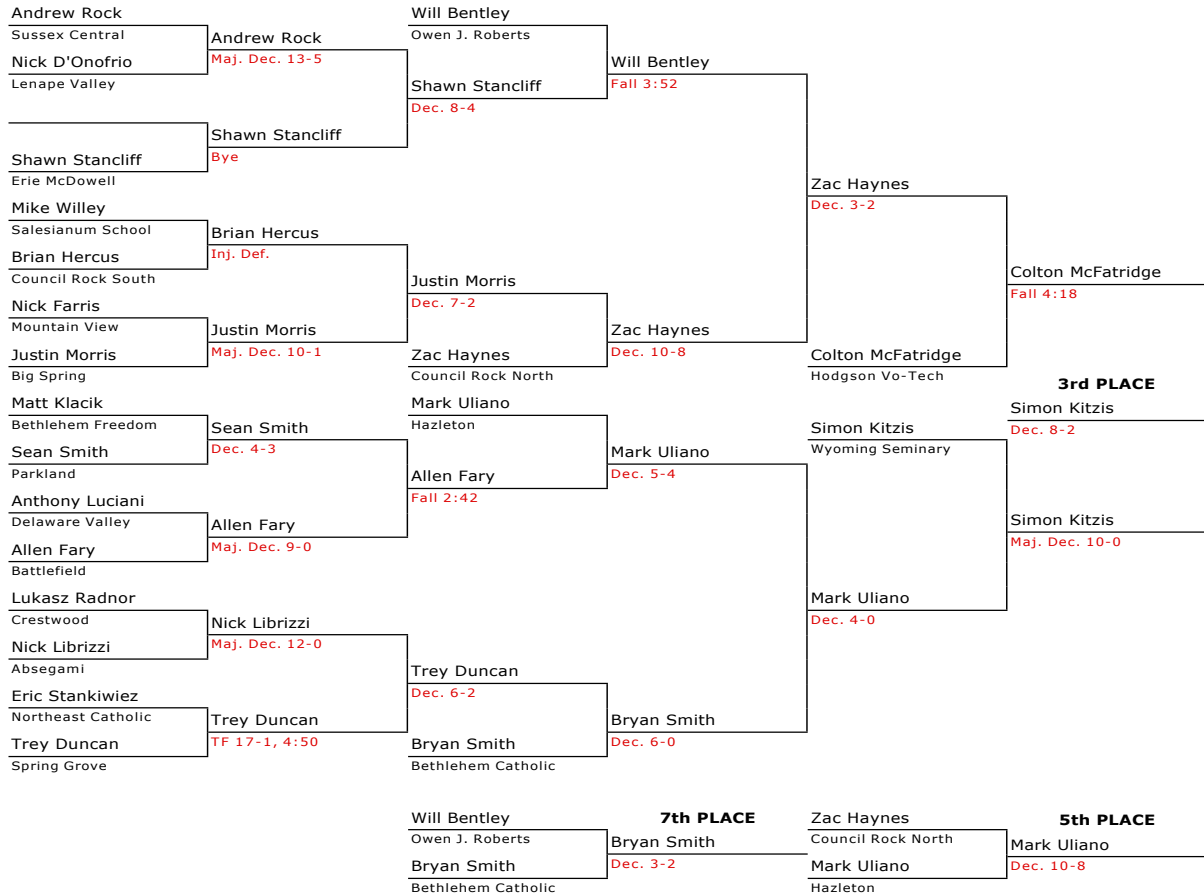 Andrew Rock
Sussex Central
Nick D'Onofrio
Lenape Valley
Shawn Stancliff
Erie McDowell
Mike Willey
Salesianum School
Brian Hercus
Council Rock South
Nick Farris
Mountain View
Justin Morris
Big Spring
Matt Klacik
Bethlehem Freedom
Sean Smith
Parkland
Anthony Luciani
Delaware Valley
Allen Fary
Battlefield
Lukasz Radnor
Crestwood
Nick Librizzi
Absegami
Eric Stankiwiez
Northeast Catholic
Trey Duncan
Spring Grove
Andrew Rock
Maj. Dec. 13-5
Shawn Stancliff
Bye
Brian Hercus
Inj. Def.
Justin Morris
Maj. Dec. 10-1
Sean Smith
Dec. 4-3
Allen Fary
Maj. Dec. 9-0
Nick Librizzi
Maj. Dec. 12-0
Trey Duncan
TF 17-1, 4:50
Will Bentley
Owen J. Roberts
Shawn Stancliff
Dec. 8-4
Justin Morris
Dec. 7-2
Zac Haynes
Council Rock North
Mark Uliano
Hazleton
Allen Fary
Fall 2:42
Trey Duncan
Dec. 6-2
Bryan Smith
Bethlehem Catholic
Will Bentley
Fall 3:52
Zac Haynes
Dec. 10-8
Mark Uliano
Dec. 5-4
Bryan Smith
Dec. 6-0
Zac Haynes
Dec. 3-2
Colton McFatridge
Hodgson Vo-Tech
Simon Kitzis
Wyoming Seminary
Mark Uliano
Dec. 4-0
Colton McFatridge
Fall 4:18
3rd PLACE
Simon Kitzis
Dec. 8-2
Simon Kitzis
Maj. Dec. 10-0
Will Bentley
Owen J. Roberts
Bryan Smith
Bethlehem Catholic
7th PLACE
Bryan Smith
Dec. 3-2
Zac Haynes
Council Rock North
Mark Uliano
Hazleton
5th PLACE
Mark Uliano
Dec. 10-8